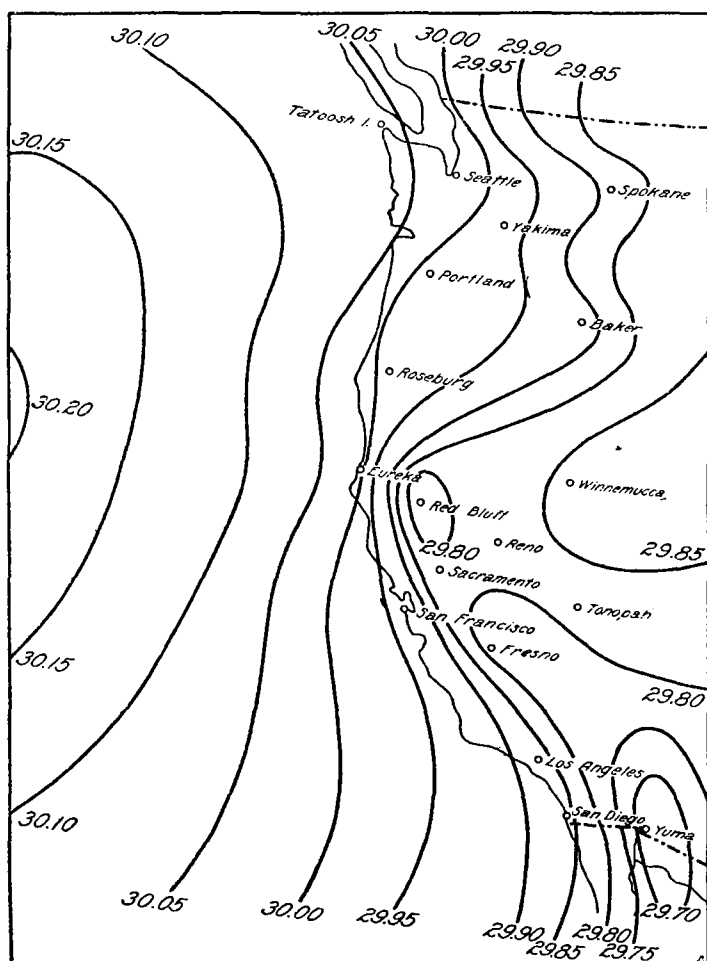 30.10
30.05
30.00
29.95
29.90
29.85
Tatoosh I.
30.15
Seattle
Spokane
Yakima
Portland
Baker
Roseburg
30.20
Eureka
Winnemucca
Red Bluff
29.80
Reno
29.85
Sacramento
Tonopah
San Francisco
Fresno
30.15
29.80
Los Angeles
San Diego
Yuma
30.10
30.05
30.00
29.95
29.90
29.85
29.80
29.75
29.70